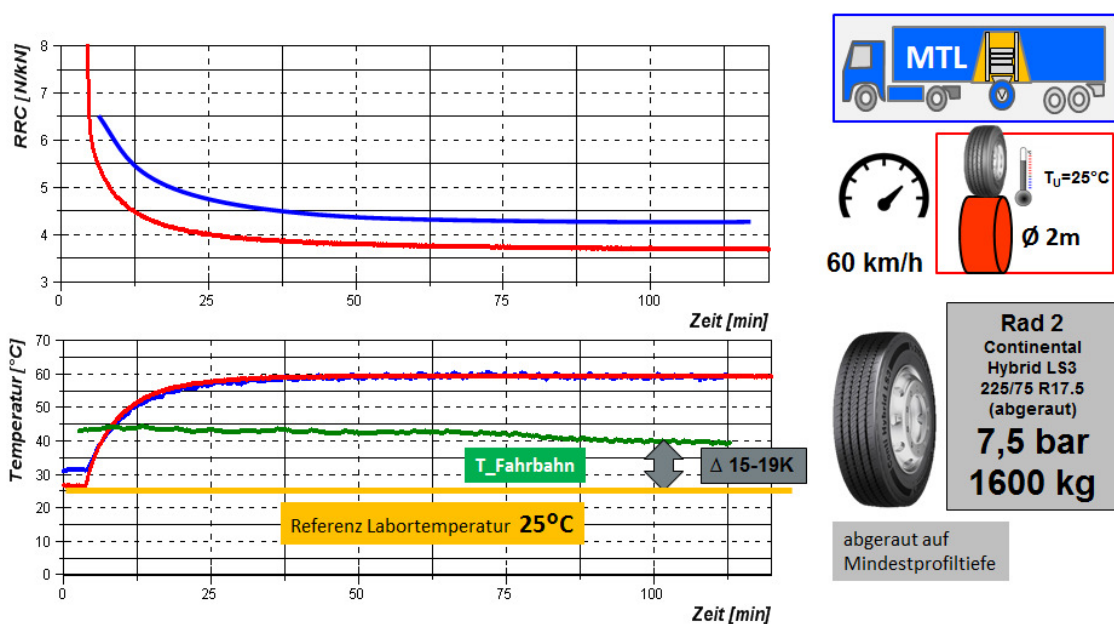 RRC [N/kN]
8
7
6
5
4
3
0
25
50
75
100
Zeit [min]
Temperatur [°C]
70
60
50
40
30
20
10
0
T_Fahrbahn
Δ 15-19K
Referenz Labortemperatur 25°C
0
25
50
75
100
Zeit [min]
MTL
60 km/h
T_U=25°C
Ø 2m
Rad 2
Continental
Hybrid LS3
225/75 R17.5
(abgeraut)
7,5 bar
1600 kg
abgeraut auf
Mindestprofiltiefe